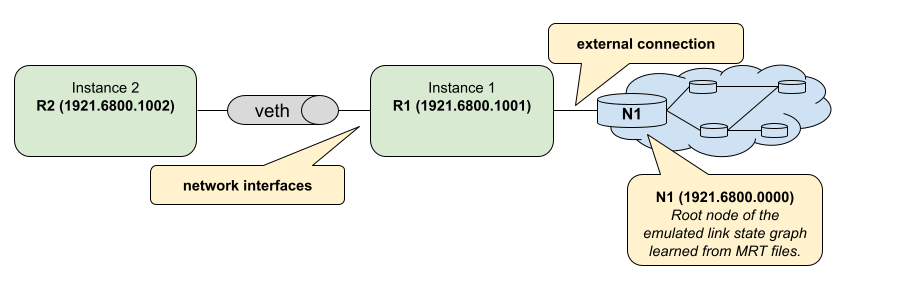 external connection
Instance 2
R2 (1921.6800.1002)
veth
Instance 1
R1 (1921.6800.1001)
N1
network interfaces
N1 (1921.6800.0000)
Root node of the
emulated link state graph
learned from MRT files.